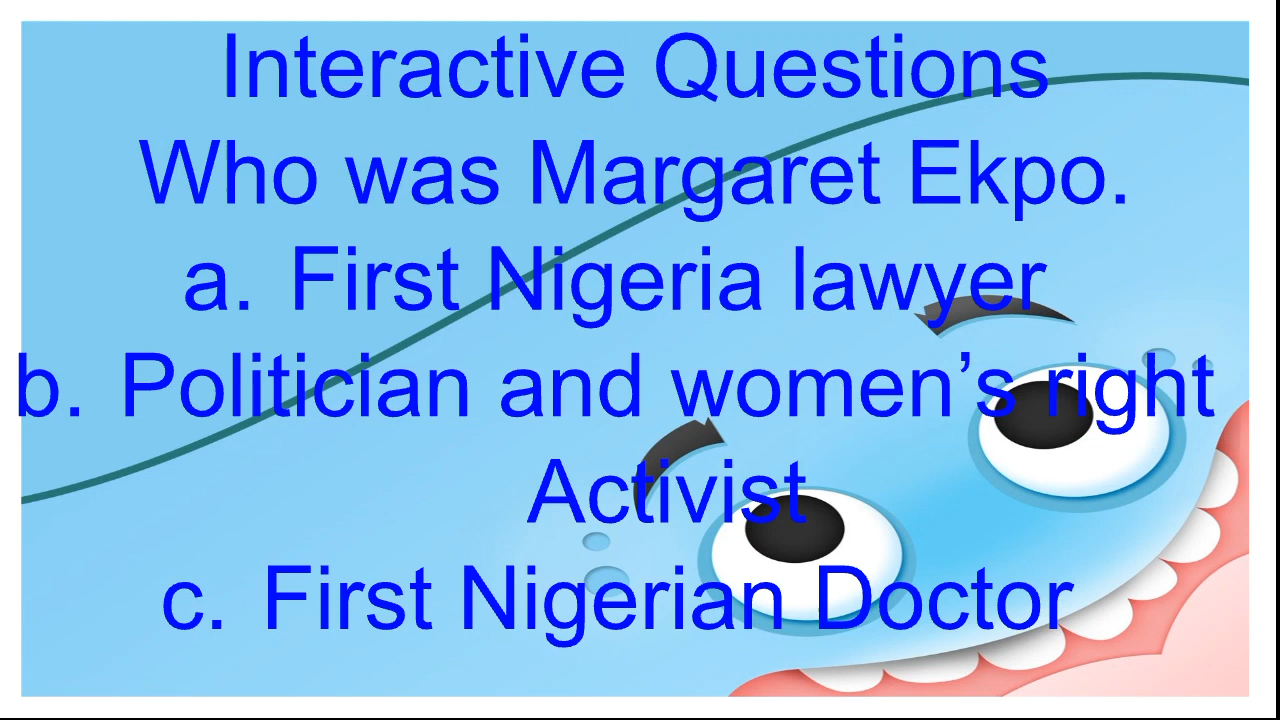 Interactive Questions
Who was Margaret Ekpo.
a. First Nigeria lawyer
b. Politician and women’s right
Activist
c. First Nigerian Doctor